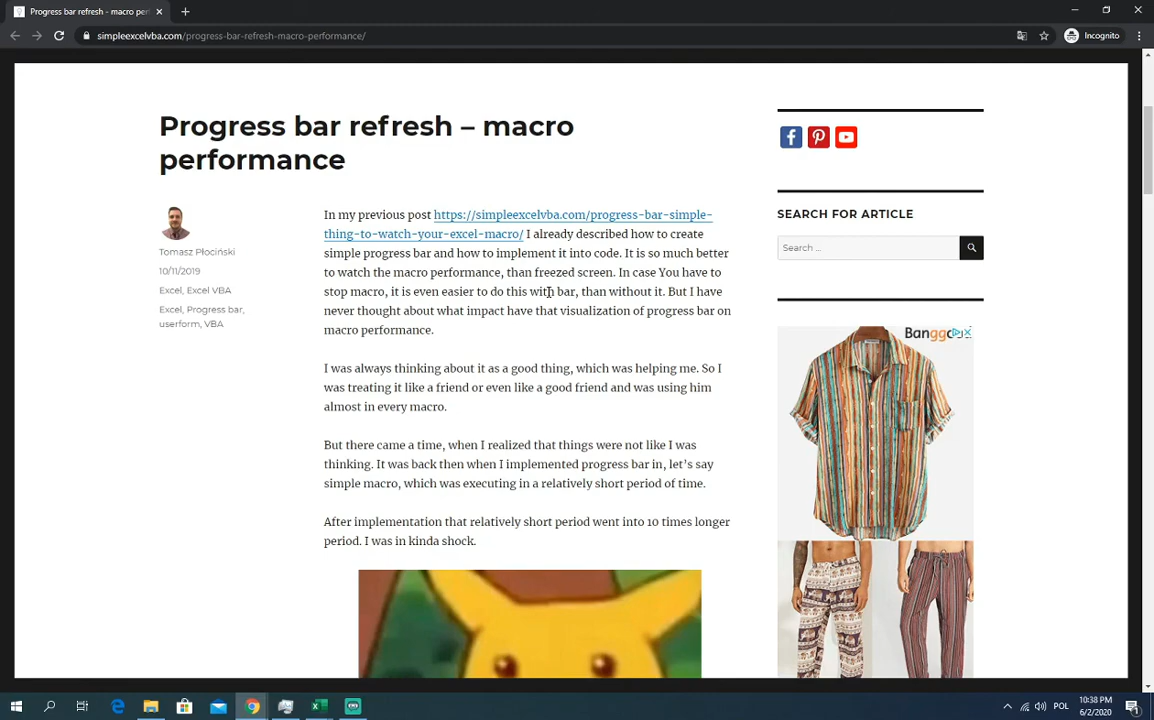 Progress bar refresh – macro perf
simpleexcelvba.com/progress-bar-refresh-macro-performance/
Incognito
Progress bar refresh – macro
performance
Tomasz Płociński
10/11/2019
Excel, Excel VBA
Excel, Progress bar,
userform, VBA
In my previous post https://simpleexcelvba.com/progress-bar-simple-
thing-to-watch-your-excel-macro/ I already described how to create
simple progress bar and how to implement it into code. It is so much better
to watch the macro performance, than freezed screen. In case You have to
stop macro, it is even easier to do this with bar, than without it. But I have
never thought about what impact have that visualization of progress bar on
macro performance.
I was always thinking about it as a good thing, which was helping me. So I
was treating it like a friend or even like a good friend and was using him
almost in every macro.
But there came a time, when I realized that things were not like I was
thinking. It was back then when I implemented progress bar in, let's say
simple macro, which was executing in a relatively short period of time.
After implementation that relatively short period went into 10 times longer
period. I was in kinda shock.
SEARCH FOR ARTICLE
Search ...
POL
10:38 PM
6/2/2020